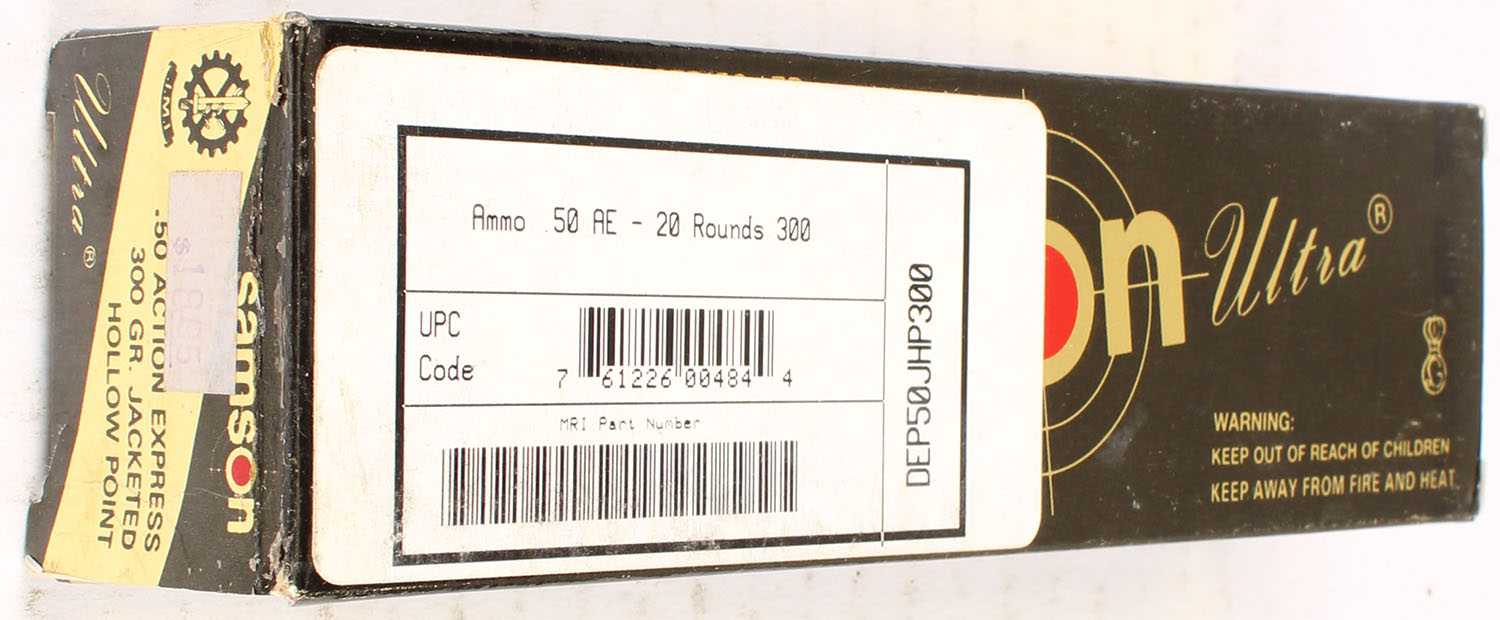 Ultra®
I.M.I.
samson
.50 ACTION EXPRESS
300 GR. JACKETED
HOLLOW POINT
Ammo .50 AE - 20 Rounds 300
UPC
Code
7 61226 00484 4
MRI Part Number
DEP50JHP300
on
Ultra®
WARNING:
KEEP OUT OF REACH OF CHILDREN
KEEP AWAY FROM FIRE AND HEAT